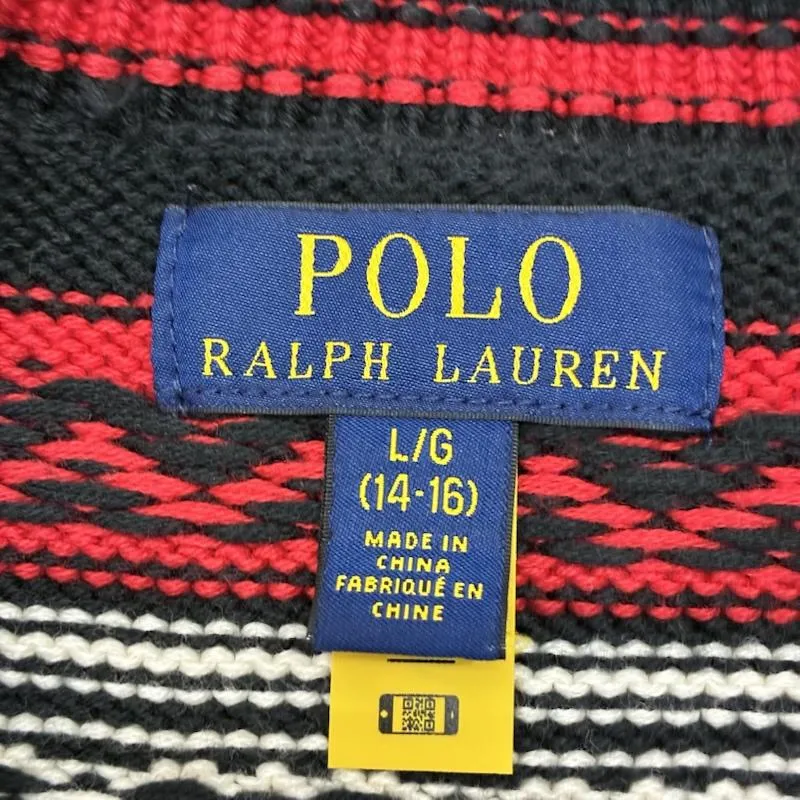 POLO
RALPH LAUREN
L/G
(14-16)
MADE IN
CHINA
FABRIQUÉ EN
CHINE